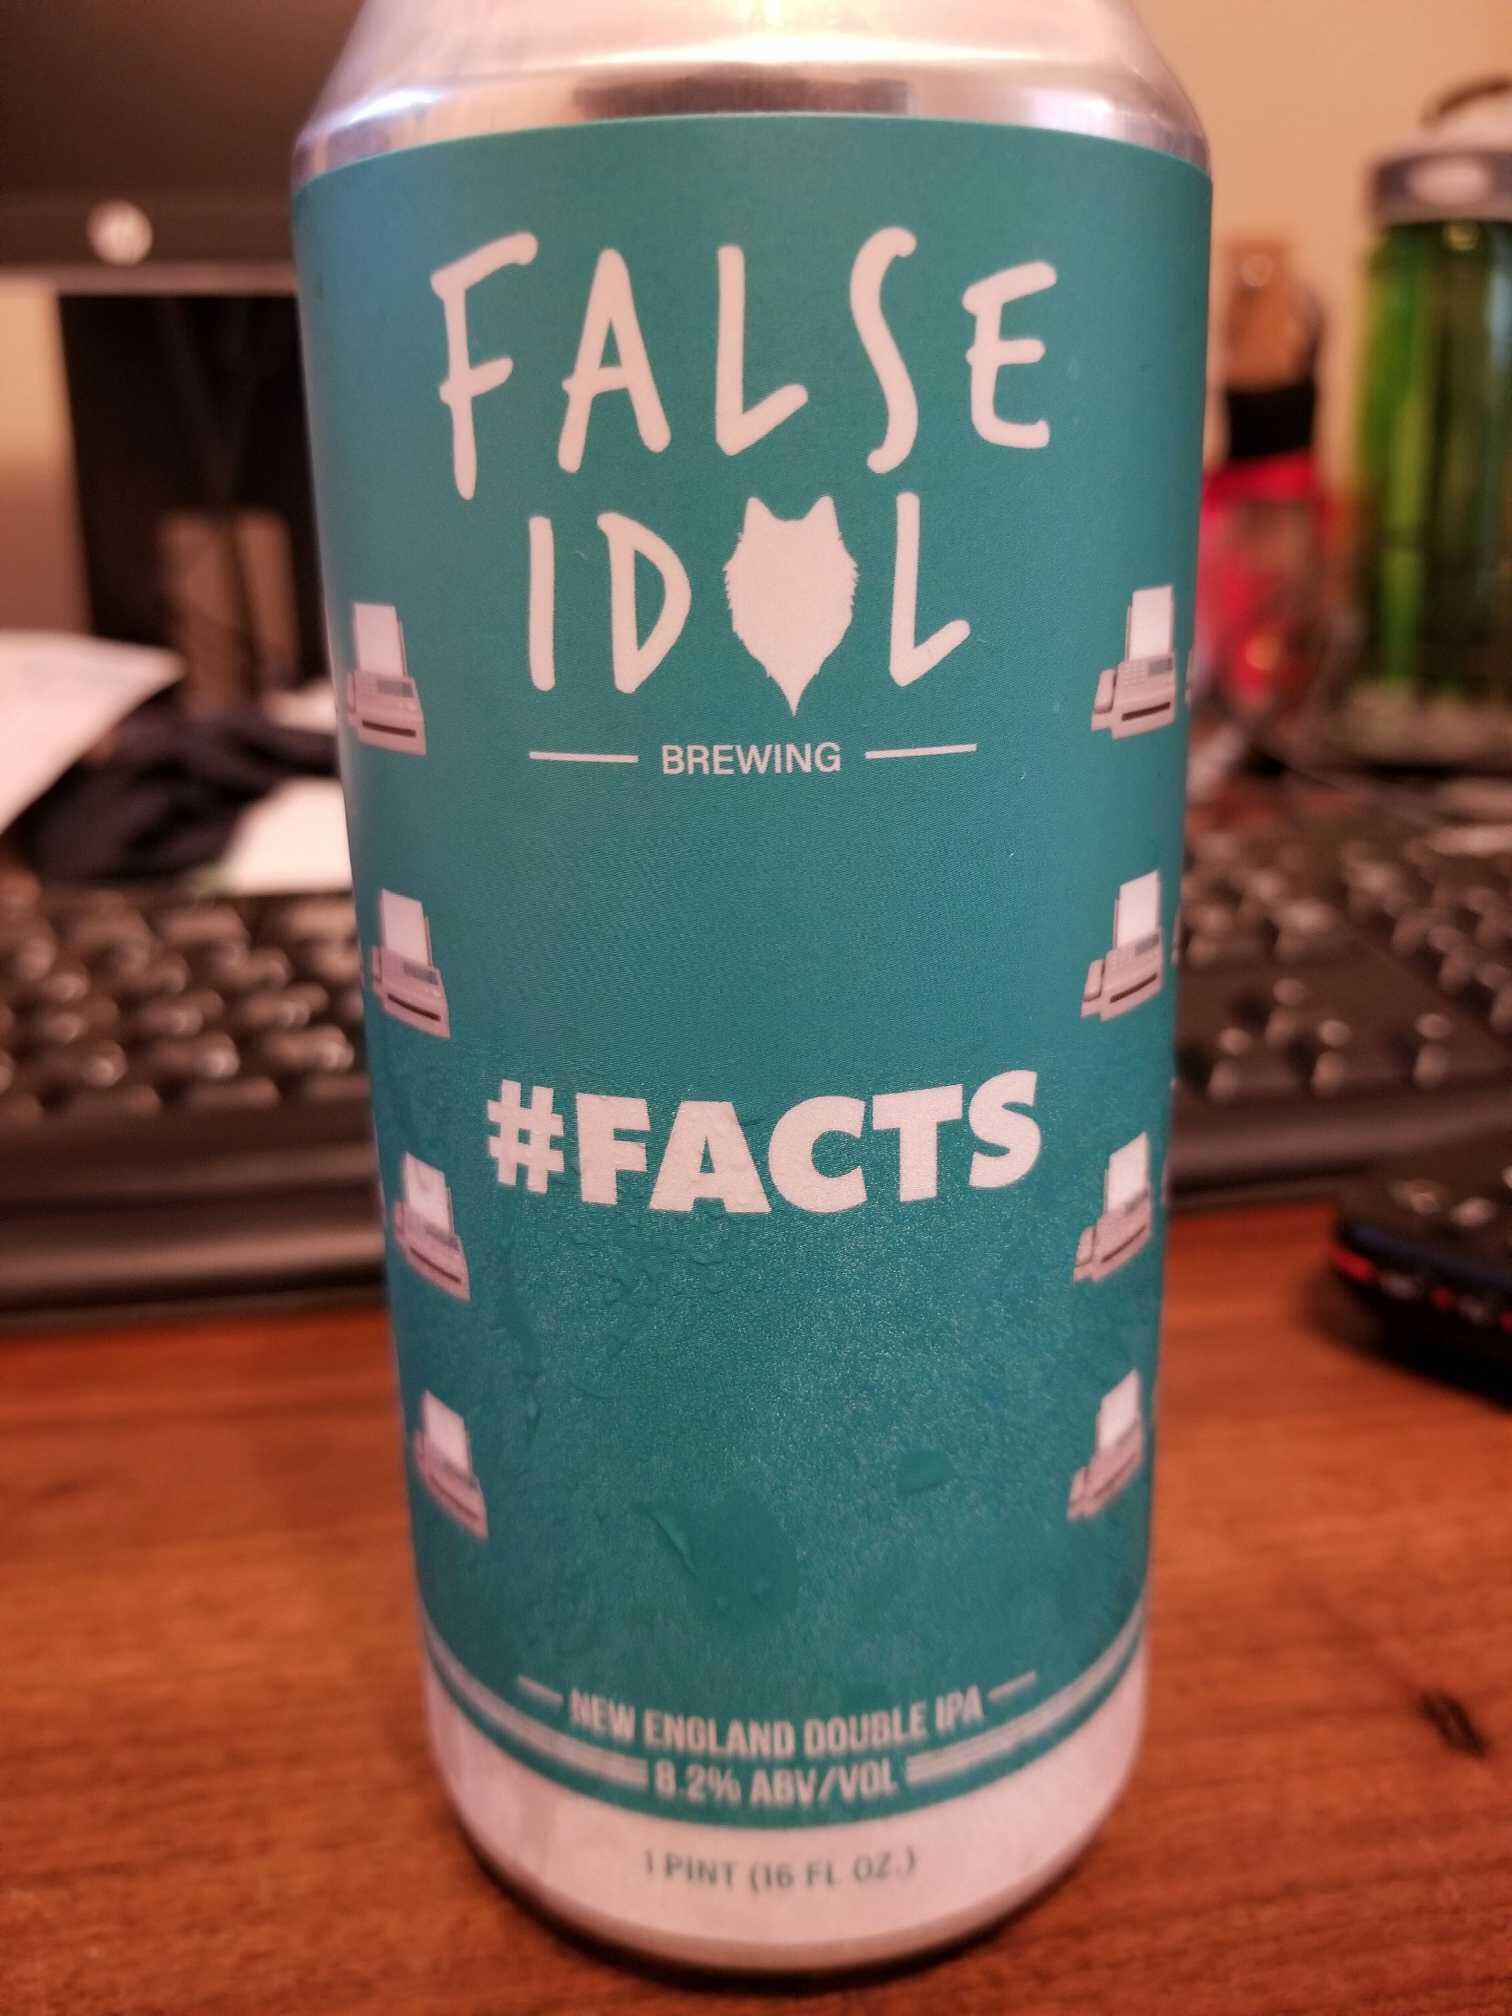 FALSE
IDOL
BREWING
#FACTS
NEW ENGLAND DOUBLE IPA
8.2% ABV/VOL
1 PINT (16 FL OZ.)